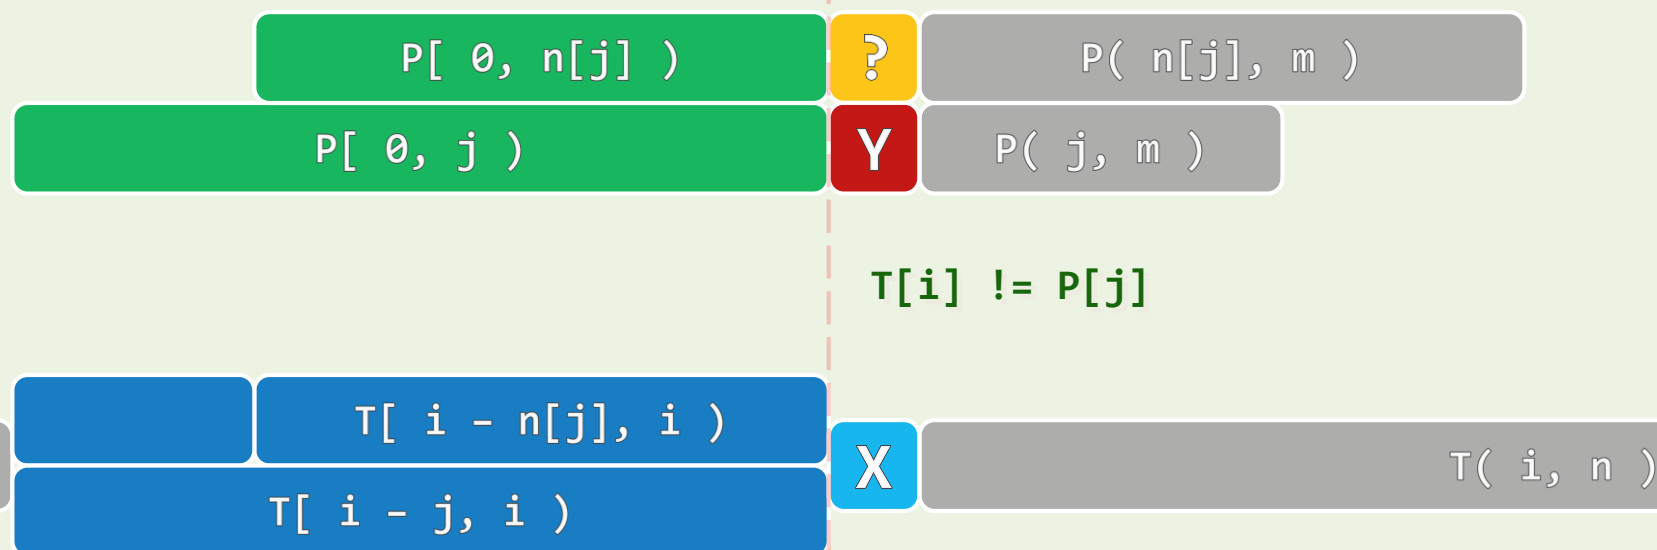 P[ 0, n[j] ) ? P( n[j], m )
P[ 0, j ) Y P( j, m )
T[i] != P[j]
T[ i – n[j], i )
X T( i, n )
T[ i – j, i )